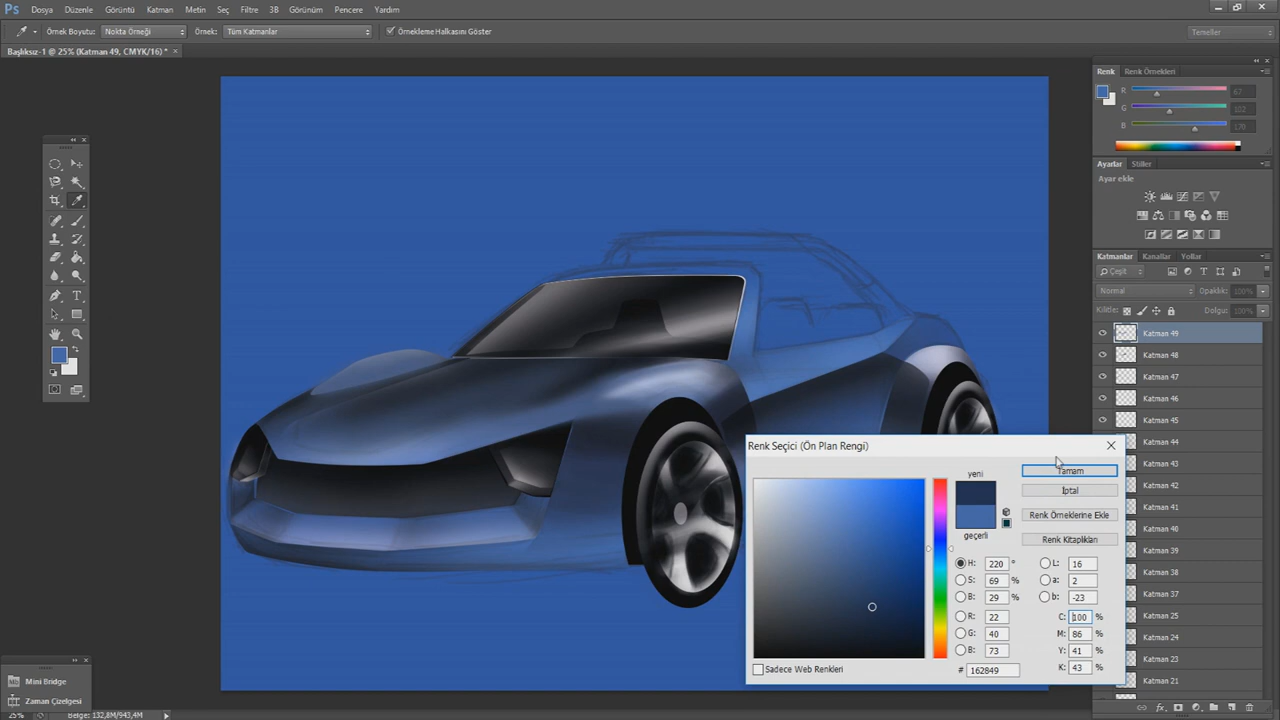 Ps Dosya Düzenle Görüntü Katman Metin Seç Filtre 3B Görünüm Pencere Yardım
Örnek Boyutu: Nokta Örneği Örnek: Tüm Katmanlar Örnekleme Halkasını Göster Temeller
Başlıksız-1 @ 25% (Katman 49, CMYK/16) * ×
Renk Renk Örnekleri
R 67
G 102
B 170
Ayarlar Stiller
Ayar ekle
Katmanlar Kanallar Yollar
Çeşit
Normal Opaklık: 100%
Kilitle: Dolgu: 100%
Katman 49
Katman 48
Katman 47
Katman 46
Katman 45
Katman 44
Katman 43
Katman 42
Katman 41
Katman 40
Katman 39
Katman 38
Katman 37
Katman 25
Katman 24
Katman 23
Katman 21
Renk Seçici (Ön Plan Rengi)
yeni
geçerli
Tamam
İptal
Renk Örneklerine Ekle
Renk Kitaplıkları
H: 220 ° L: 16
S: 69 % a: 2
B: 29 % b: -23
R: 22 C: 100 %
G: 40 M: 86 %
B: 73 Y: 41 %
# 162849 K: 43 %
Sadece Web Renkleri
Mini Bridge
Zaman Çizelgesi
25% Belge: 132,8M/943,4M